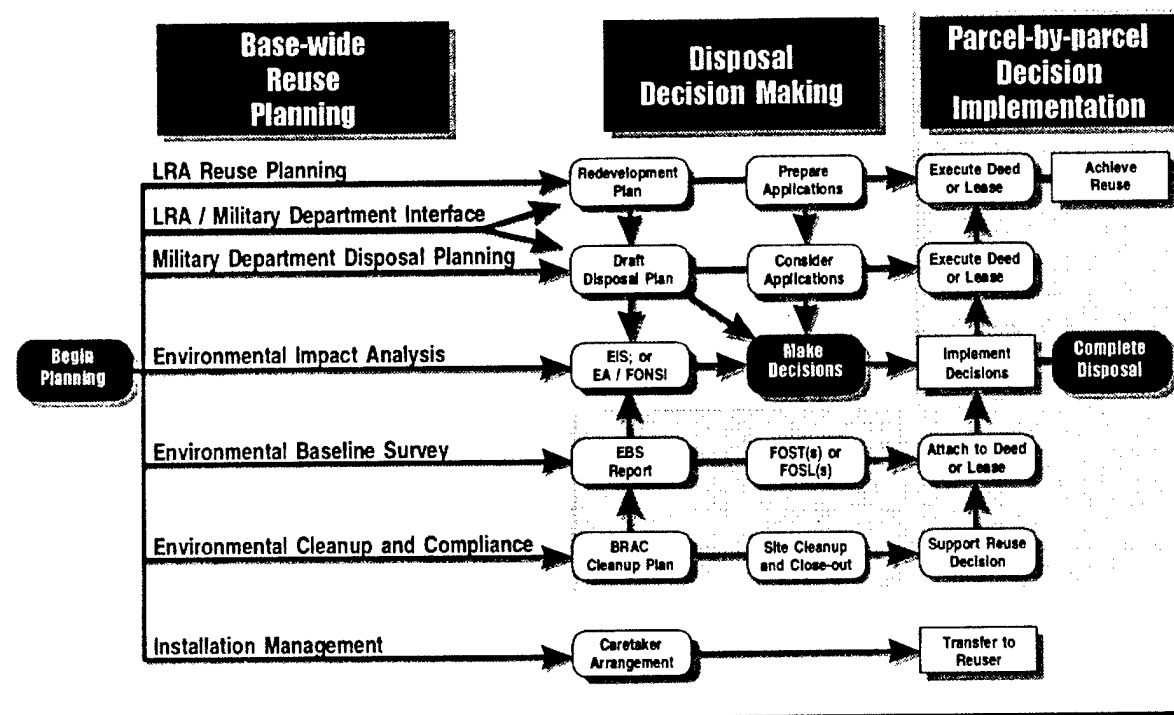 Base-wide
Reuse
Planning
Disposal
Decision Making
Parcel-by-parcel
Decision
Implementation
LRA Reuse Planning
Redevelopment
Plan
Prepare
Applications
Execute Deed
or Lease
Achieve
Reuse
LRA / Military Department Interface
Military Department Disposal Planning
Draft
Disposal Plan
Consider
Applications
Execute Deed
or Lease
Begin
Planning
Environmental Impact Analysis
EIS; or
EA / FONSI
Make
Decisions
Implement
Decisions
Complete
Disposal
Environmental Baseline Survey
EBS
Report
FOST(s) or
FOSL(s)
Attach to Deed
or Lease
Environmental Cleanup and Compliance
BRAC
Cleanup Plan
Site Cleanup
and Close-out
Support Reuse
Decision
Installation Management
Caretaker
Arrangement
Transfer to
Reuser